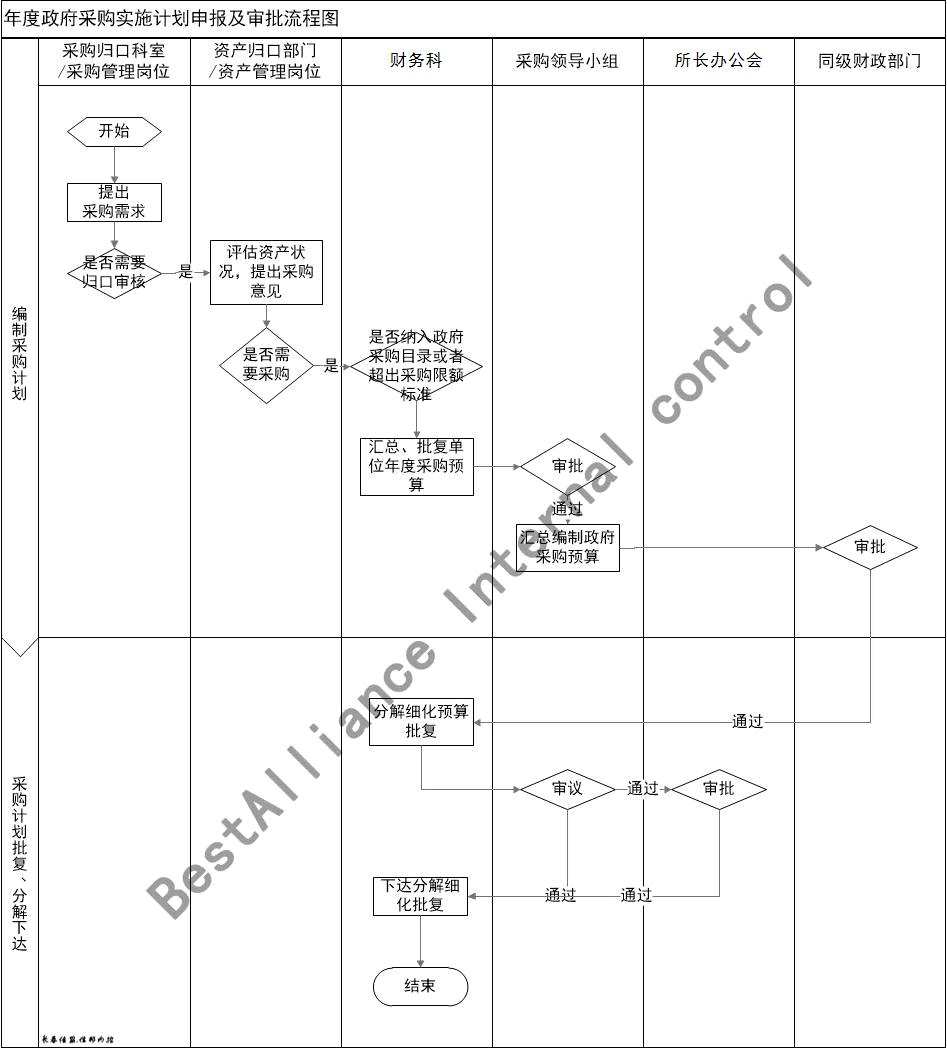 年度政府采购实施计划申报及审批流程图
采购归口科室
/采购管理岗位
资产归口部门
/资产管理岗位
财务科
采购领导小组
所长办公会
同级财政部门
编制采购计划
开始
提出
采购需求
是否需要
归口审核
是
评估资产状
况，提出采购
意见
是否需
要采购
是
是否纳入政府
采购目录或者
超出采购限额
标准
汇总、批复单
位年度采购预
算
审批
通过
汇总编制政府
采购预算
审批
采购计划批复、分解下达
通过
分解细化预算
批复
审议
通过
审批
通过
通过
下达分解细
化批复
结束
BestAlliance Internal control